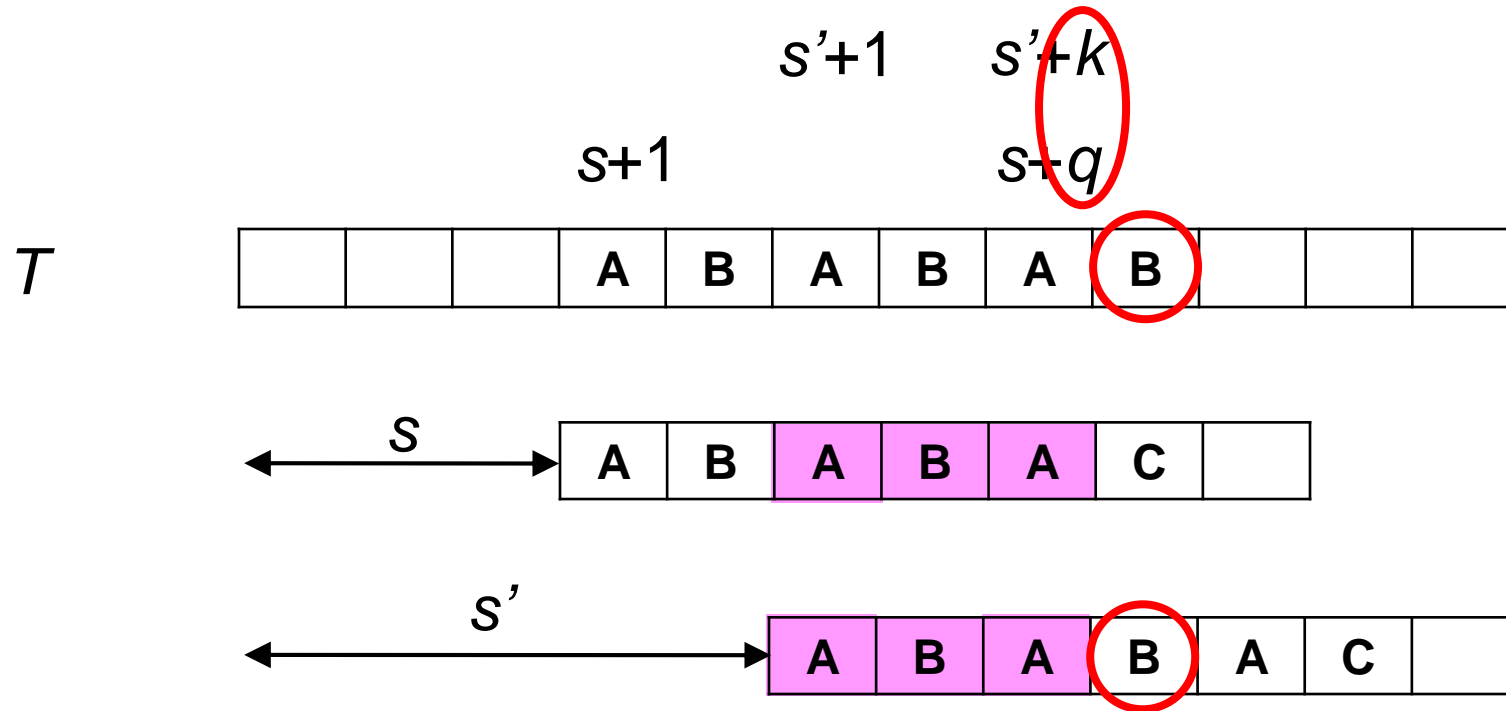 s’+1 s’+k
s+1 s+q
T A B A B A B
s
A B A B A C
s’
A B A B A C